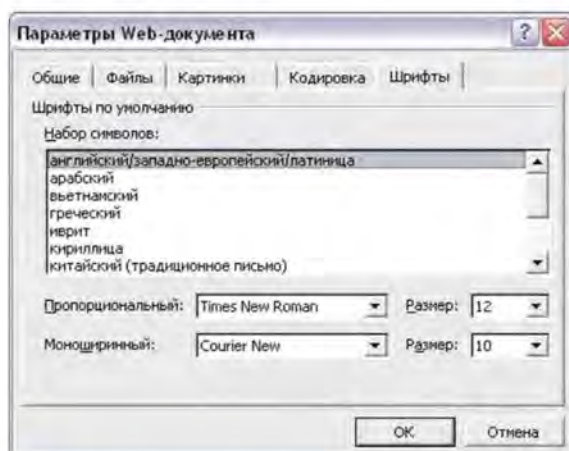 Параметры Web-документа
Общие Файлы Картинки Кодировка Шрифты
Шрифты по умолчанию
Набор символов:
английский/западно-европейский/латиница
арабский
вьетнамский
греческий
иврит
кириллица
китайский (традиционное письмо)
Пропорциональный: Times New Roman Размер: 12
Моноширинный: Courier New Размер: 10
ОК Отмена